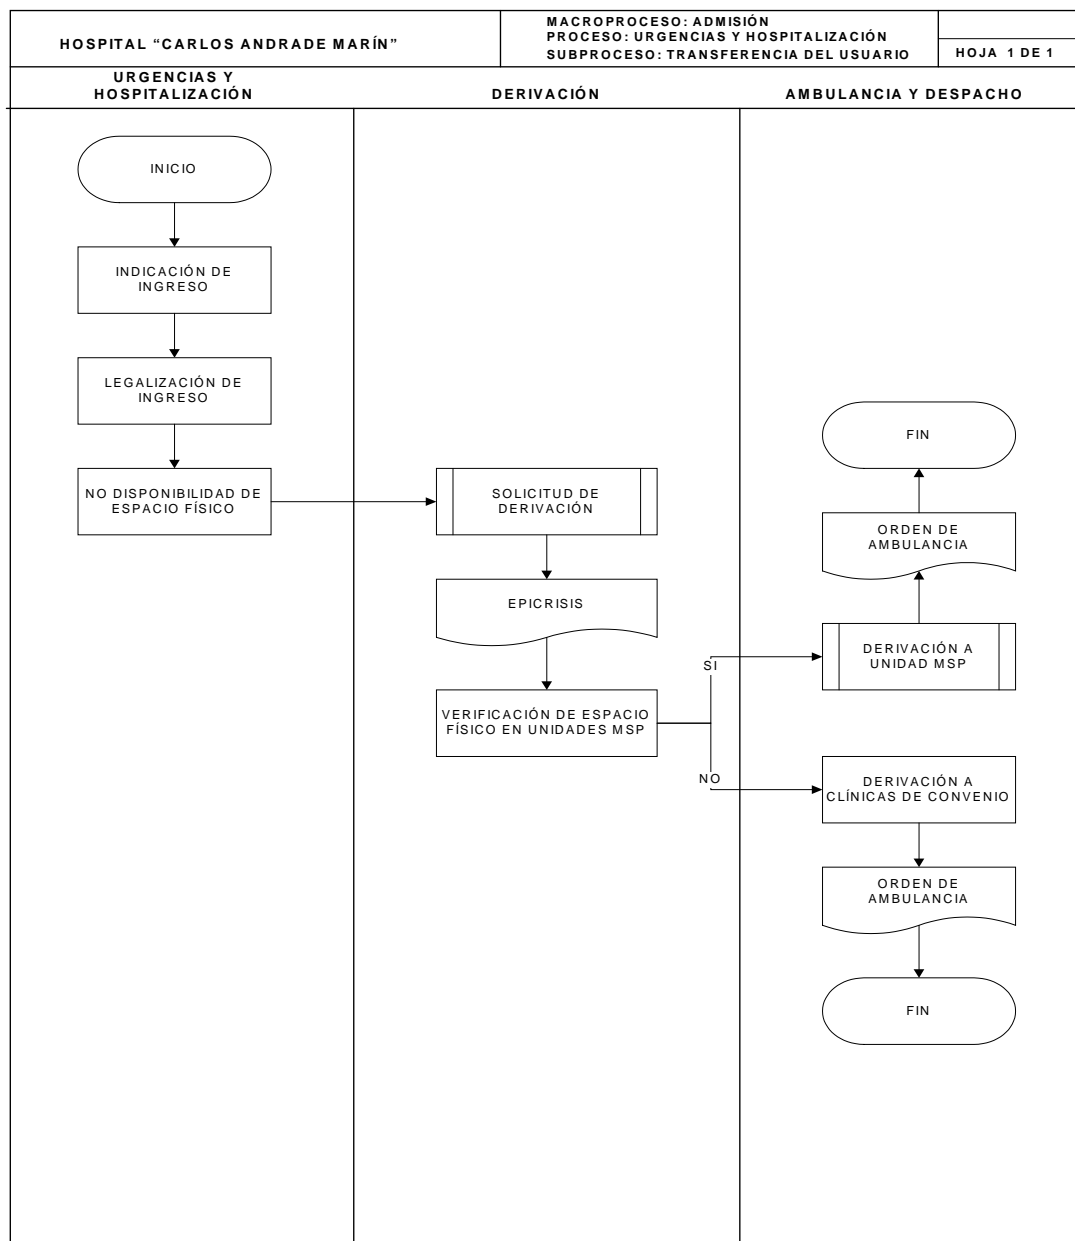 HOSPITAL “CARLOS ANDRADE MARÍN”
MACROPROCESO: ADMISIÓN
PROCESO: URGENCIAS Y HOSPITALIZACIÓN
SUBPROCESO: TRANSFERENCIA DEL USUARIO
HOJA 1 DE 1
URGENCIAS Y
HOSPITALIZACIÓN
DERIVACIÓN
AMBULANCIA Y DESPACHO
INICIO
INDICACIÓN DE
INGRESO
LEGALIZACIÓN DE
INGRESO
NO DISPONIBILIDAD DE
ESPACIO FÍSICO
SOLICITUD DE
DERIVACIÓN
EPICRISIS
VERIFICACIÓN DE ESPACIO
FÍSICO EN UNIDADES MSP
SI
NO
FIN
ORDEN DE
AMBULANCIA
DERIVACIÓN A
UNIDAD MSP
DERIVACIÓN A
CLÍNICAS DE CONVENIO
ORDEN DE
AMBULANCIA
FIN